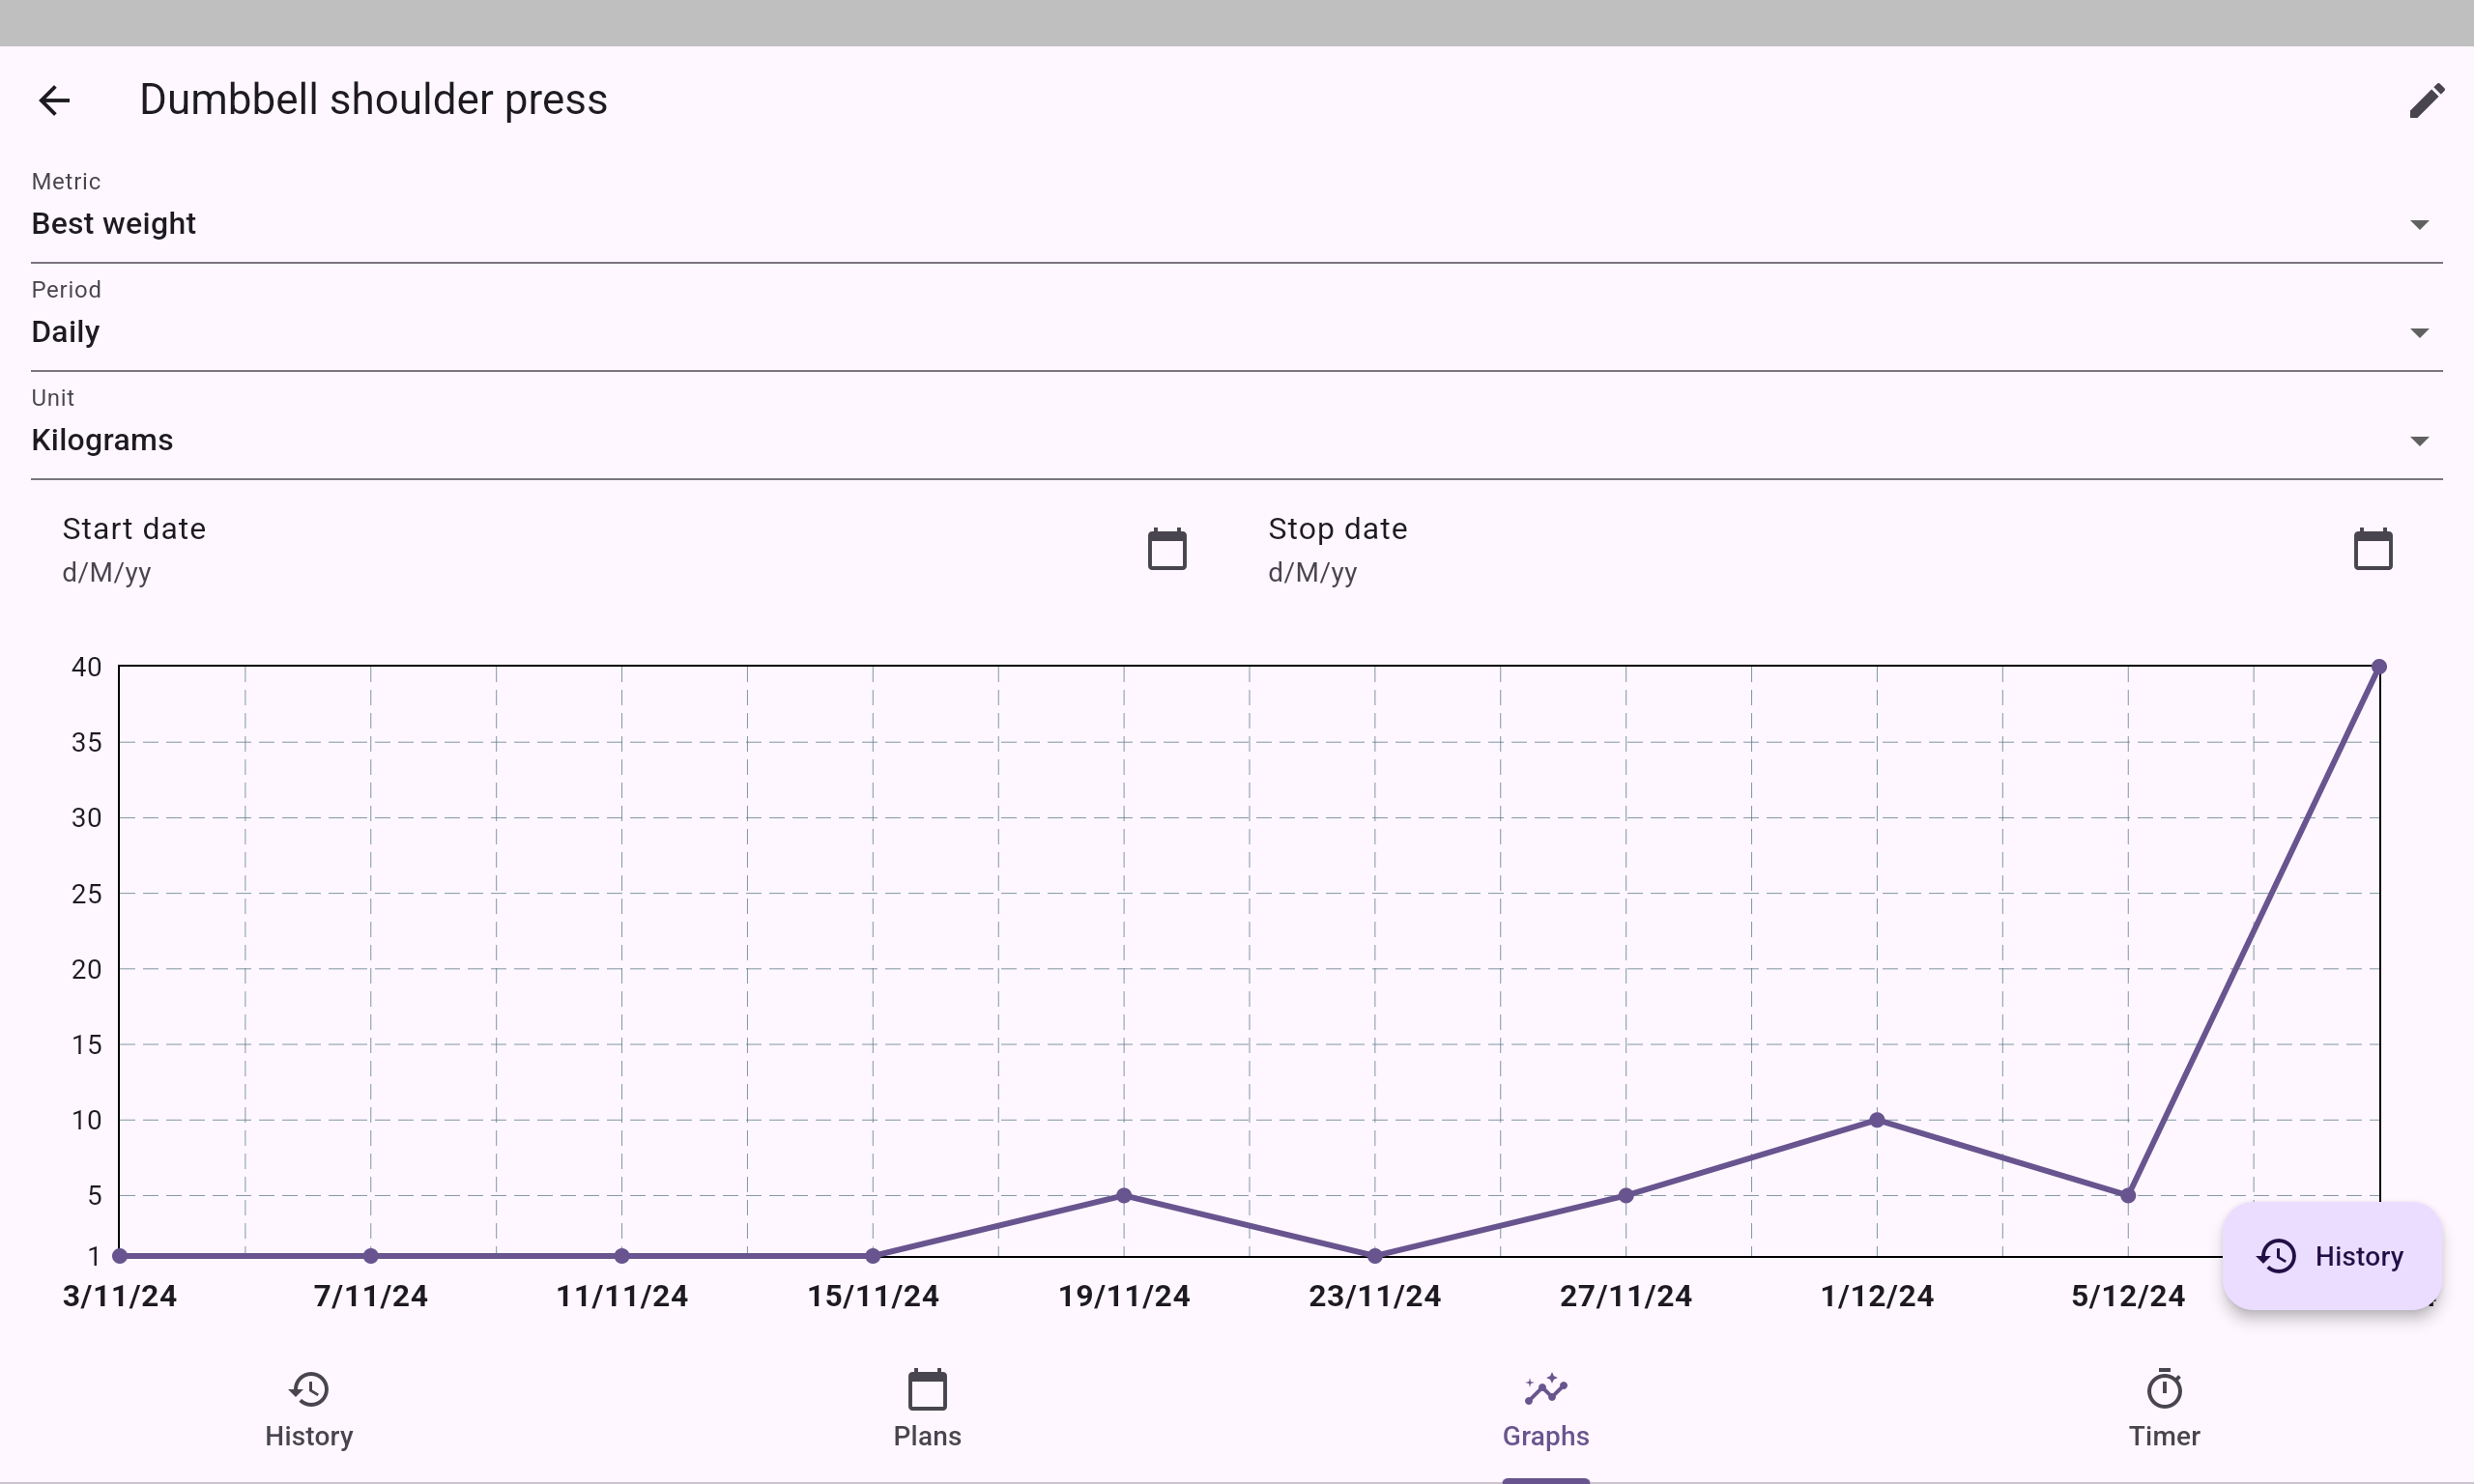 Dumbbell shoulder press
Metric
Best weight
Period
Daily
Unit
Kilograms
Start date
d/M/yy
Stop date
d/M/yy
40
35
30
25
20
15
10
5
1
3/11/24
7/11/24
11/11/24
15/11/24
19/11/24
23/11/24
27/11/24
1/12/24
5/12/24
History
History
Plans
Graphs
Timer